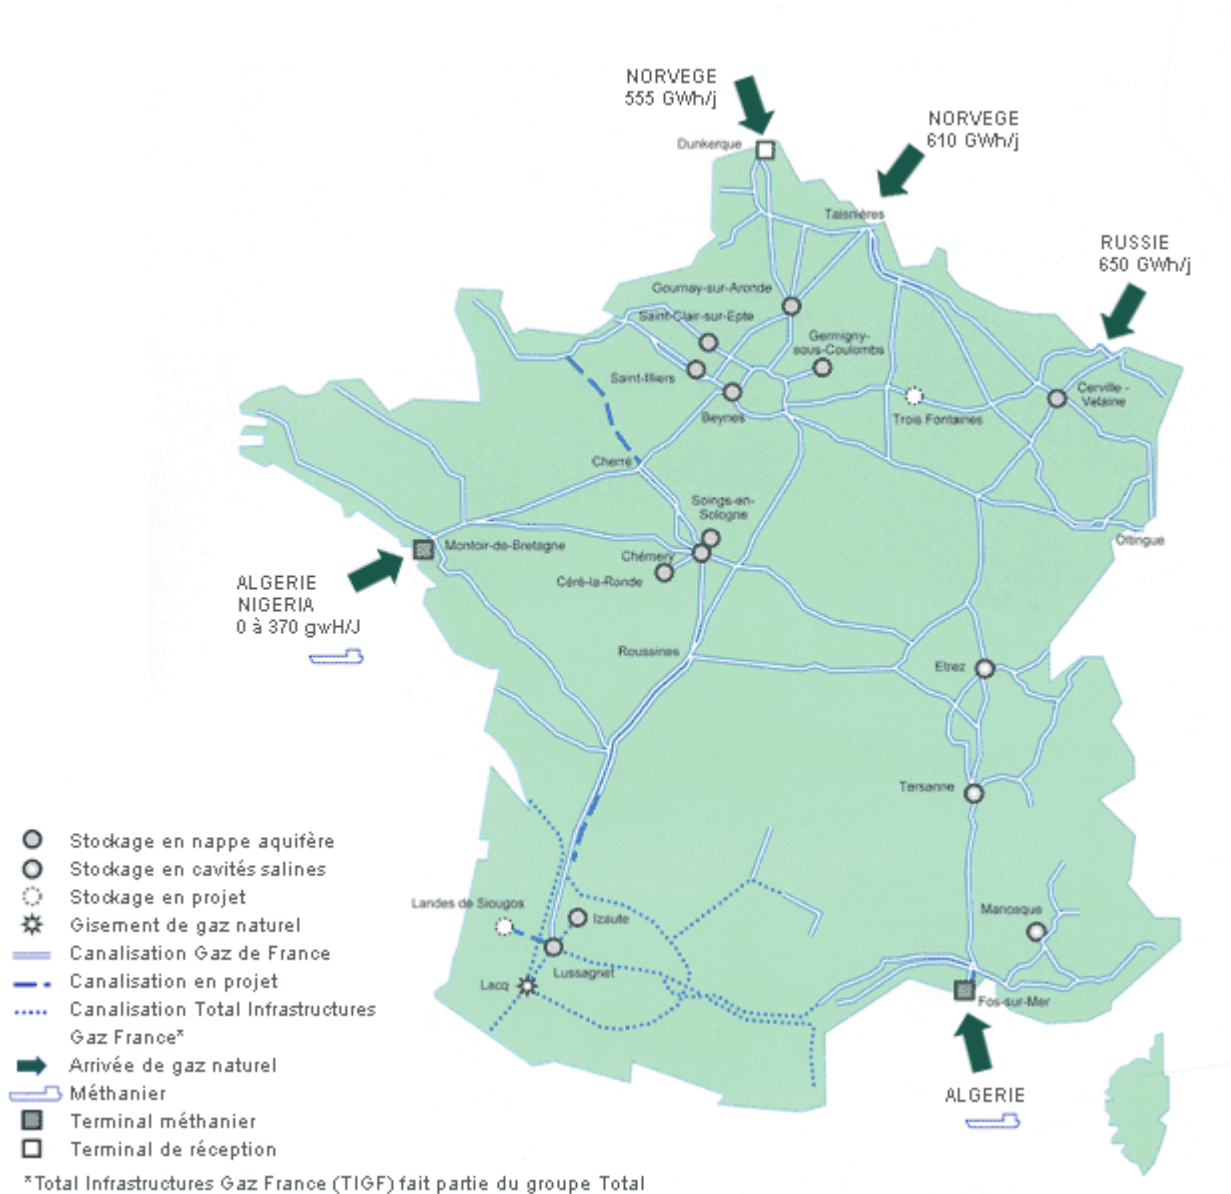 NORVEGE
555 GWh/j
NORVEGE
610 GWh/j
Dunkerque
Taisnières
RUSSIE
650 GWh/j
Gournay-sur-Aronde
Saint-Clair-sur-Epte
Germigny-
sous-Coulombs
Saint-Illiers
Beynes
Trois Fontaines
Cerville -
Velaine
Cherré
Soings-en-
Sologne
Oltingue
Montoir-de-Bretagne
Chémery
Céré-la-Ronde
ALGERIE
NIGERIA
0 à 370 gwH/J
Roussines
Etrez
Tersanne
Stockage en nappe aquifère
Stockage en cavités salines
Stockage en projet
Gisement de gaz naturel
Canalisation Gaz de France
Canalisation en projet
Canalisation Total Infrastructures
Gaz France*
Arrivée de gaz naturel
Méthanier
Terminal méthanier
Terminal de réception
Landes de Siougos
Izaute
Manosque
Lussagnet
Lacq
Fos-sur-Mer
ALGERIE
*Total Infrastructures Gaz France (TIGF) fait partie du groupe Total